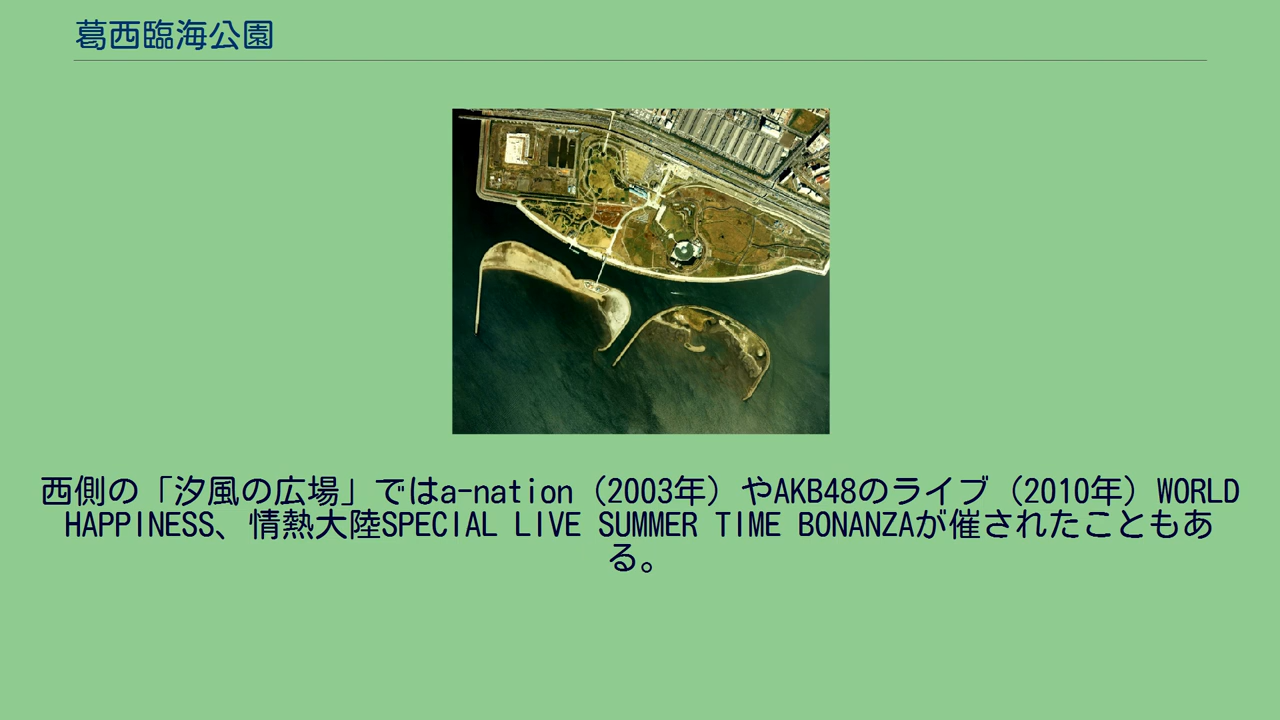 葛西臨海公園
西側の「汐風の広場」ではa-nation（2003年）やAKB48のライブ（2010年）WORLD
HAPPINESS、情熱大陸SPECIAL LIVE SUMMER TIME BONANZAが催されたこともあ
る。